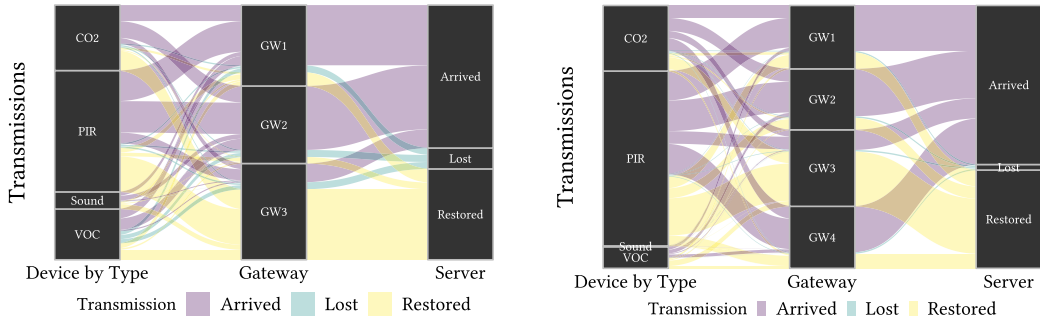 Transmissions
CO2
PIR
Sound
VOC
GW1
GW2
GW3
Arrived
Lost
Restored
Device by Type Gateway Server
Transmission Arrived Lost Restored
Transmissions
CO2
PIR
Sound
VOC
GW1
GW2
GW3
GW4
Arrived
Lost
Restored
Device by Type Gateway Server
Transmission Arrived Lost Restored